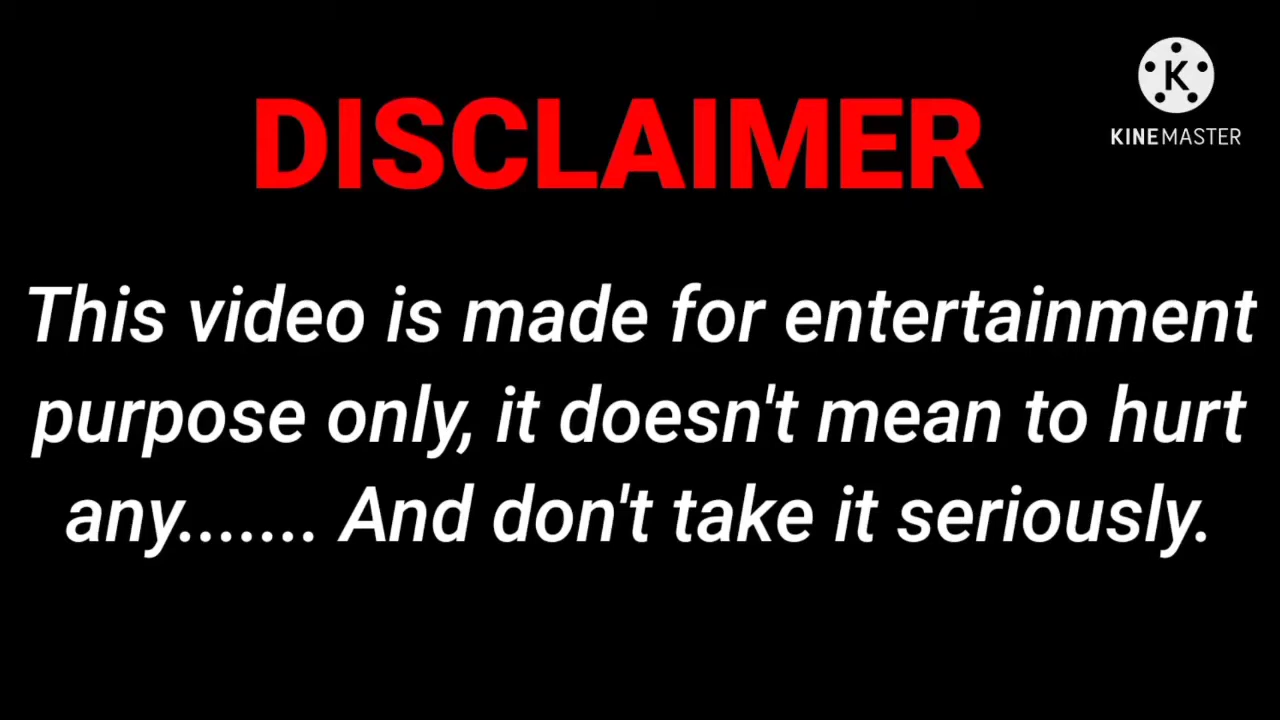 K
KINEMASTER
DISCLAIMER
This video is made for entertainment
purpose only, it doesn't mean to hurt
any....... And don't take it seriously.